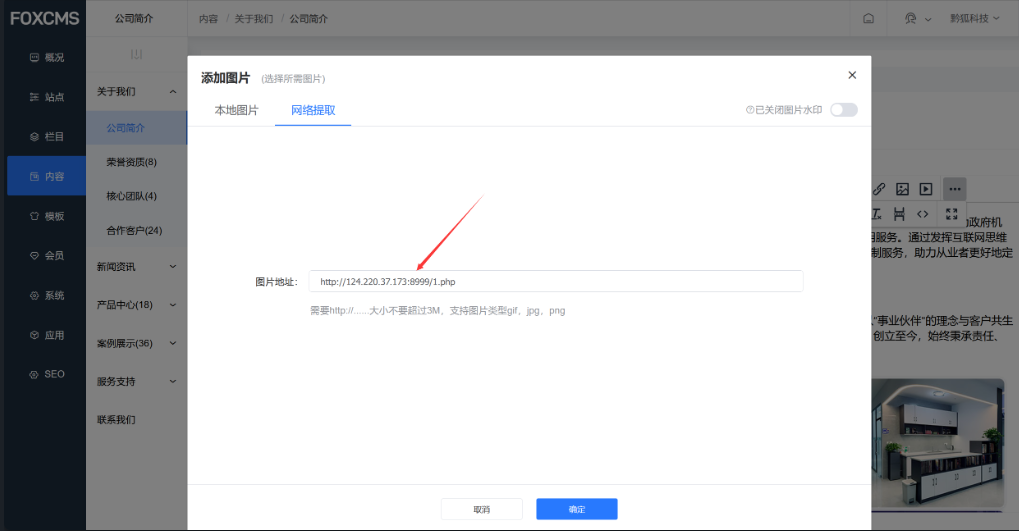 FOXCMS
公司简介
内容 / 关于我们 / 公司简介
黔狐科技
概况
站点
栏目
内容
模板
会员
系统
应用
SEO
关于我们
公司简介
荣誉资质(8)
核心团队(4)
合作客户(24)
新闻资讯
产品中心(18)
案例展示(36)
服务支持
联系我们
添加图片 (选择所需图片)
本地图片
网络提取
已关闭图片水印
图片地址:
http://124.220.37.173:8999/1.php
需要http://......大小不要超过3M，支持图片类型gif，jpg，png
取消
确定
政府机
服务。通过发挥互联网思维
制服务，助力从业者更好地定
"事业伙伴"的理念与客户共生
创立至今，始终秉承责任、